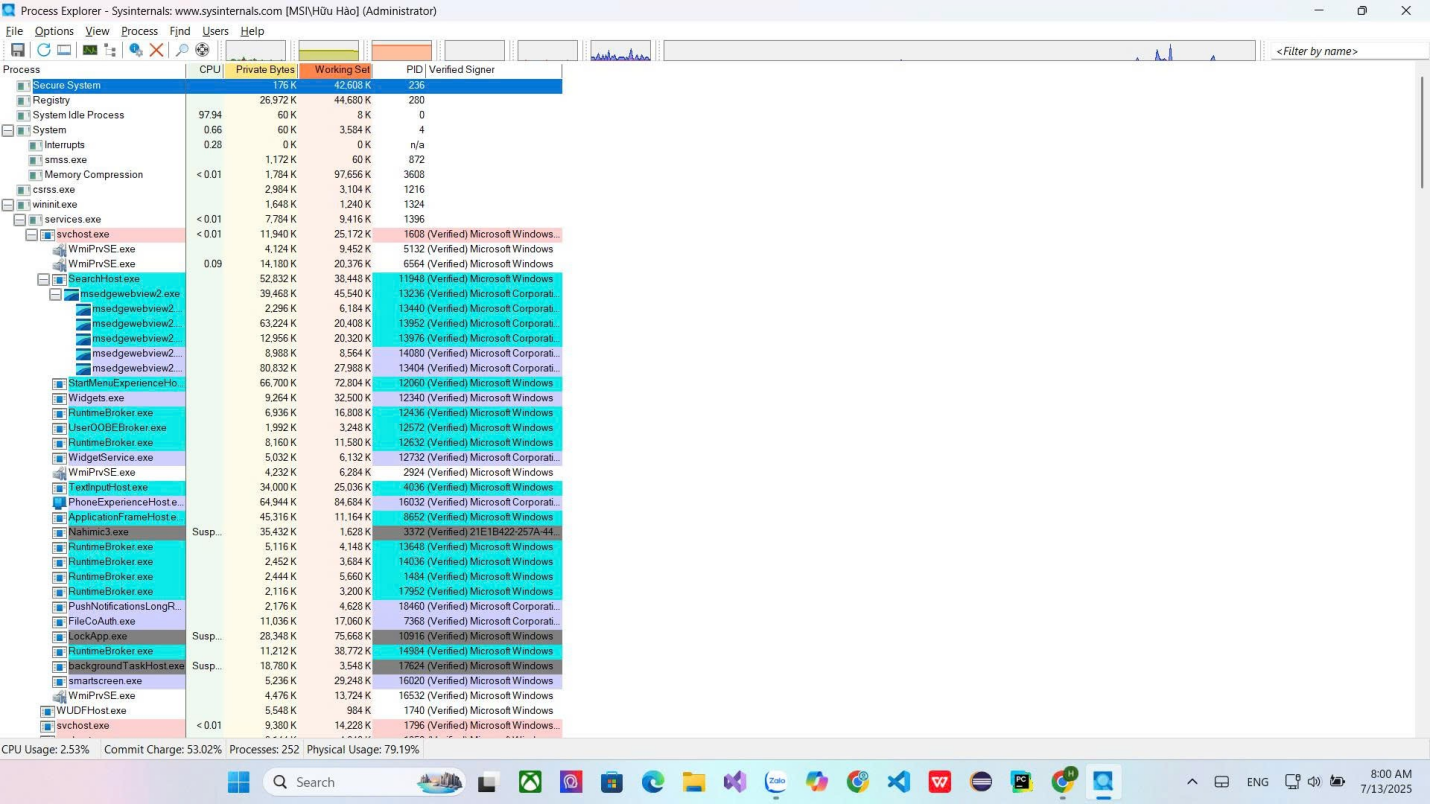 Process Explorer - Sysinternals: www.sysinternals.com [MSI\Hữu Hào] (Administrator)
File Options View Process Find Users Help
<Filter by name>
Process CPU Private Bytes Working Set PID Verified Signer
Secure System 176 K 42,608 K 236
Registry 26,972 K 44,680 K 280
System Idle Process 97.94 60 K 8 K 0
System 0.66 60 K 3,584 K 4
Interrupts 0.28 0 K 0 K n/a
smss.exe 1,172 K 60 K 872
Memory Compression < 0.01 1,784 K 97,656 K 3608
csrss.exe 2,984 K 3,104 K 1216
wininit.exe 1,648 K 1,240 K 1324
services.exe < 0.01 7,784 K 9,416 K 1396
svchost.exe < 0.01 11,940 K 25,172 K 1608 (Verified) Microsoft Windows...
WmiPrvSE.exe 4,124 K 9,452 K 5132 (Verified) Microsoft Windows
WmiPrvSE.exe 0.09 14,180 K 20,376 K 6564 (Verified) Microsoft Windows
SearchHost.exe 52,832 K 38,448 K 11948 (Verified) Microsoft Windows
msedgewebview2.exe 39,468 K 45,540 K 13236 (Verified) Microsoft Corporati...
msedgewebview2.... 2,296 K 6,184 K 13440 (Verified) Microsoft Corporati...
msedgewebview2.... 63,224 K 20,408 K 13952 (Verified) Microsoft Corporati...
msedgewebview2.... 12,956 K 20,320 K 13976 (Verified) Microsoft Corporati...
msedgewebview2.... 8,988 K 8,564 K 14080 (Verified) Microsoft Corporati...
msedgewebview2.... 80,832 K 27,988 K 13404 (Verified) Microsoft Corporati...
StartMenuExperienceHo... 66,700 K 72,804 K 12060 (Verified) Microsoft Windows
Widgets.exe 9,264 K 32,500 K 12340 (Verified) Microsoft Windows
RuntimeBroker.exe 6,936 K 16,808 K 12436 (Verified) Microsoft Windows
UserOOBEBroker.exe 1,992 K 3,248 K 12572 (Verified) Microsoft Windows
RuntimeBroker.exe 8,160 K 11,580 K 12632 (Verified) Microsoft Windows
WidgetService.exe 5,032 K 6,132 K 12732 (Verified) Microsoft Corporati...
WmiPrvSE.exe 4,232 K 6,284 K 2924 (Verified) Microsoft Windows
TextInputHost.exe 34,000 K 25,036 K 4036 (Verified) Microsoft Windows
PhoneExperienceHost.e... 64,944 K 84,684 K 16032 (Verified) Microsoft Corporati...
ApplicationFrameHost.e... 45,316 K 11,164 K 8652 (Verified) Microsoft Windows
Nahimic3.exe Susp... 35,432 K 1,628 K 3372 (Verified) 21E1B422-257A-44...
RuntimeBroker.exe 5,116 K 4,148 K 13648 (Verified) Microsoft Windows
RuntimeBroker.exe 2,452 K 3,684 K 14036 (Verified) Microsoft Windows
RuntimeBroker.exe 2,444 K 5,660 K 1484 (Verified) Microsoft Windows
RuntimeBroker.exe 2,116 K 3,200 K 17952 (Verified) Microsoft Windows
PushNotificationsLongR... 2,176 K 4,628 K 18460 (Verified) Microsoft Corporati...
FileCoAuth.exe 11,036 K 17,060 K 7368 (Verified) Microsoft Corporati...
LockApp.exe Susp... 28,348 K 75,668 K 10916 (Verified) Microsoft Windows
RuntimeBroker.exe 11,212 K 38,772 K 14984 (Verified) Microsoft Windows
backgroundTaskHost.exe Susp... 18,780 K 3,548 K 17624 (Verified) Microsoft Windows
smartscreen.exe 5,236 K 29,248 K 16020 (Verified) Microsoft Windows
WmiPrvSE.exe 4,476 K 13,724 K 16532 (Verified) Microsoft Windows
WUDFHost.exe 5,548 K 984 K 1740 (Verified) Microsoft Windows
svchost.exe < 0.01 9,380 K 14,228 K 1796 (Verified) Microsoft Windows...
CPU Usage: 2.53% Commit Charge: 53.02% Processes: 252 Physical Usage: 79.19%
Search Zalo PC H ENG 8:00 AM
7/13/2025